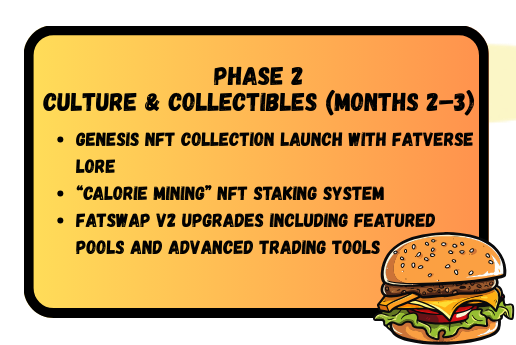 PHASE 2
CULTURE & COLLECTIBLES (MONTHS 2–3)
• GENESIS NFT COLLECTION LAUNCH WITH FATVERSE
LORE
• “CALORIE MINING” NFT STAKING SYSTEM
• FATSWAP V2 UPGRADES INCLUDING FEATURED
POOLS AND ADVANCED TRADING TOOLS